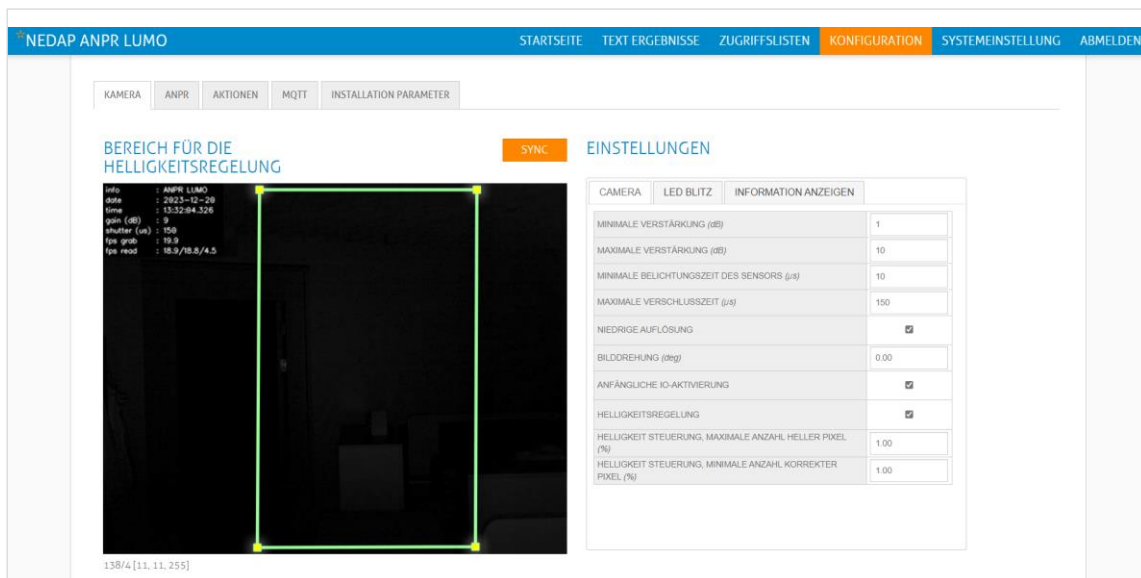 NEDAP ANPR LUMO
STARTSEITE TEXT ERGEBNISSE ZUGRIFFSLISTEN KONFIGURATION SYSTEMEINSTELLUNG ABMELDEN
KAMERA ANPR AKTIONEN MQTT INSTALLATION PARAMETER
BEREICH FÜR DIE
HELLIGKEITSREGELUNG
SYNC
info : ANPR LUMO
date : 2023-12-20
time : 13:32:04.326
gain (dB) : 9
shutter (us) : 150
fps grab : 19.9
fps read : 18.9/18.8/4.5
138/4 [11, 11, 255]
EINSTELLUNGEN
CAMERA LED BLITZ INFORMATION ANZEIGEN
MINIMALE VERSTÄRKUNG (dB) 1
MAXIMALE VERSTÄRKUNG (dB) 10
MINIMALE BELICHTUNGSZEIT DES SENSORS (µs) 10
MAXIMALE VERSCHLUSSZEIT (µs) 150
NIEDRIGE AUFLÖSUNG
BILDDREHUNG (deg) 0.00
ANFÄNGLICHE IO-AKTIVIERUNG
HELLIGKEITSREGELUNG
HELLIGKEIT STEUERUNG, MAXIMALE ANZAHL HELLER PIXEL
(%) 1.00
HELLIGKEIT STEUERUNG, MINIMALE ANZAHL KORREKTER
PIXEL (%) 1.00